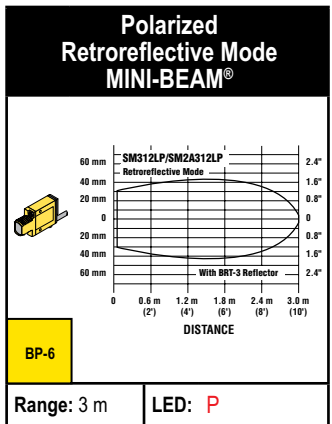 Polarized
Retroreflective Mode
MINI-BEAM®
SM312LP/SM2A312LP
Retroreflective Mode
60 mm 2.4"
40 mm 1.6"
20 mm 0.8"
0 0
20 mm 0.8"
40 mm 1.6"
60 mm 2.4"
With BRT-3 Reflector
0 0.6 m 1.2 m 1.8 m 2.4 m 3.0 m
(2') (4') (6') (8') (10')
DISTANCE
BP-6
Range: 3 m LED: P